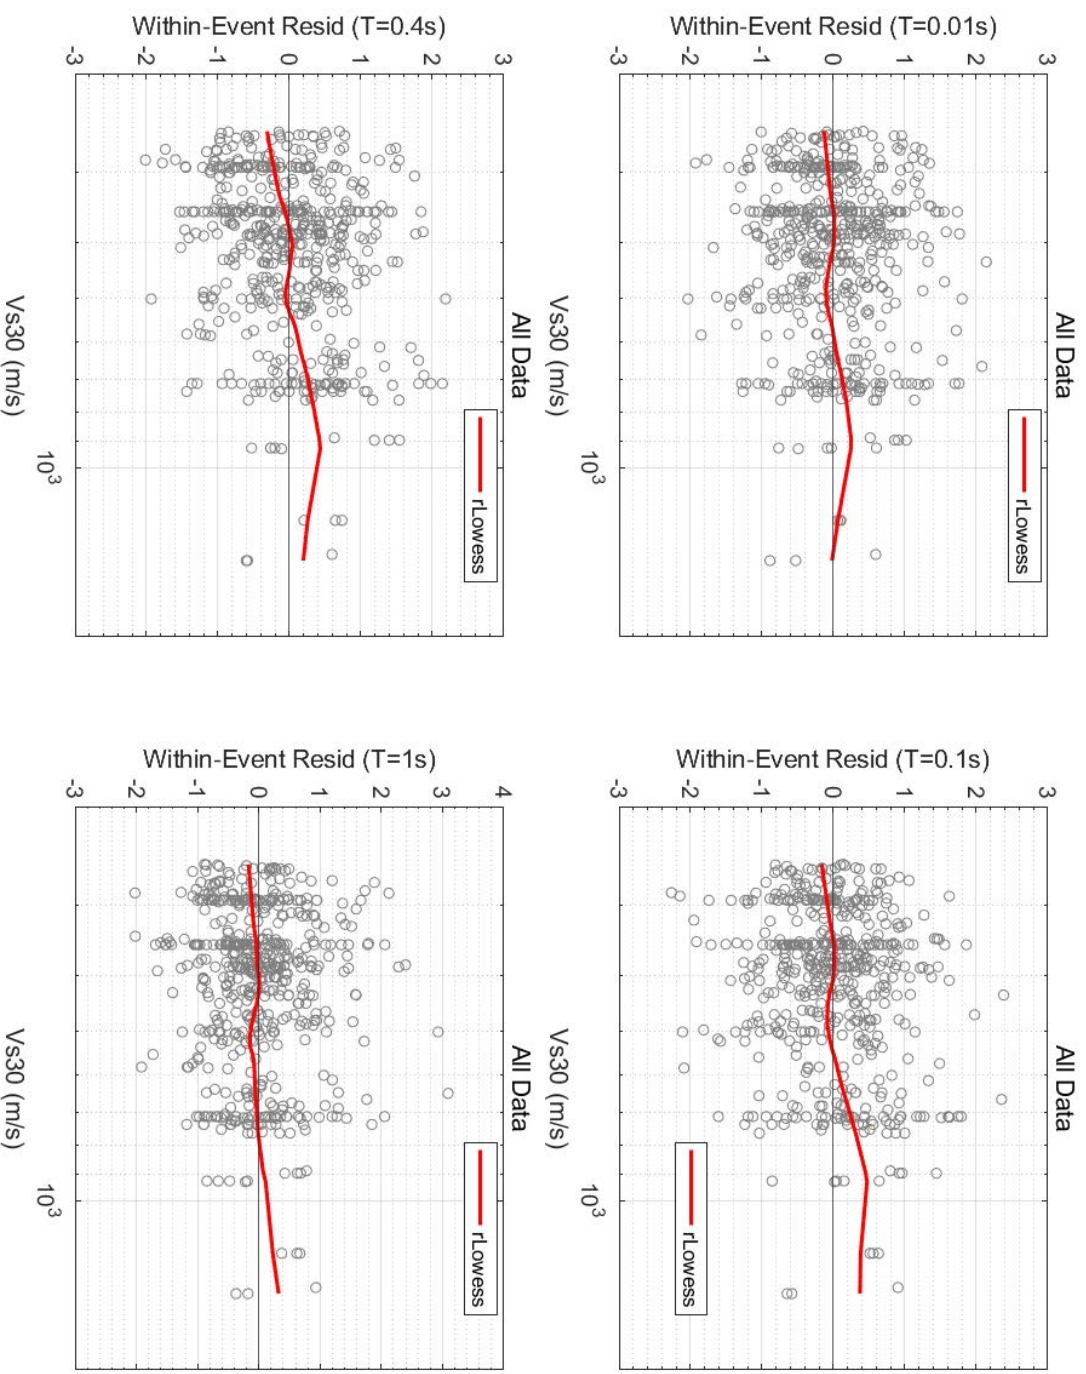 All Data
Within-Event Resid (T=0.01s)
3
2
1
0
-1
-2
-3
rLowess
10³
Vs30 (m/s)
All Data
Within-Event Resid (T=0.1s)
3
2
1
0
-1
-2
-3
rLowess
10³
Vs30 (m/s)
All Data
Within-Event Resid (T=0.4s)
3
2
1
0
-1
-2
-3
rLowess
10³
Vs30 (m/s)
All Data
Within-Event Resid (T=1s)
4
3
2
1
0
-1
-2
-3
rLowess
10³
Vs30 (m/s)